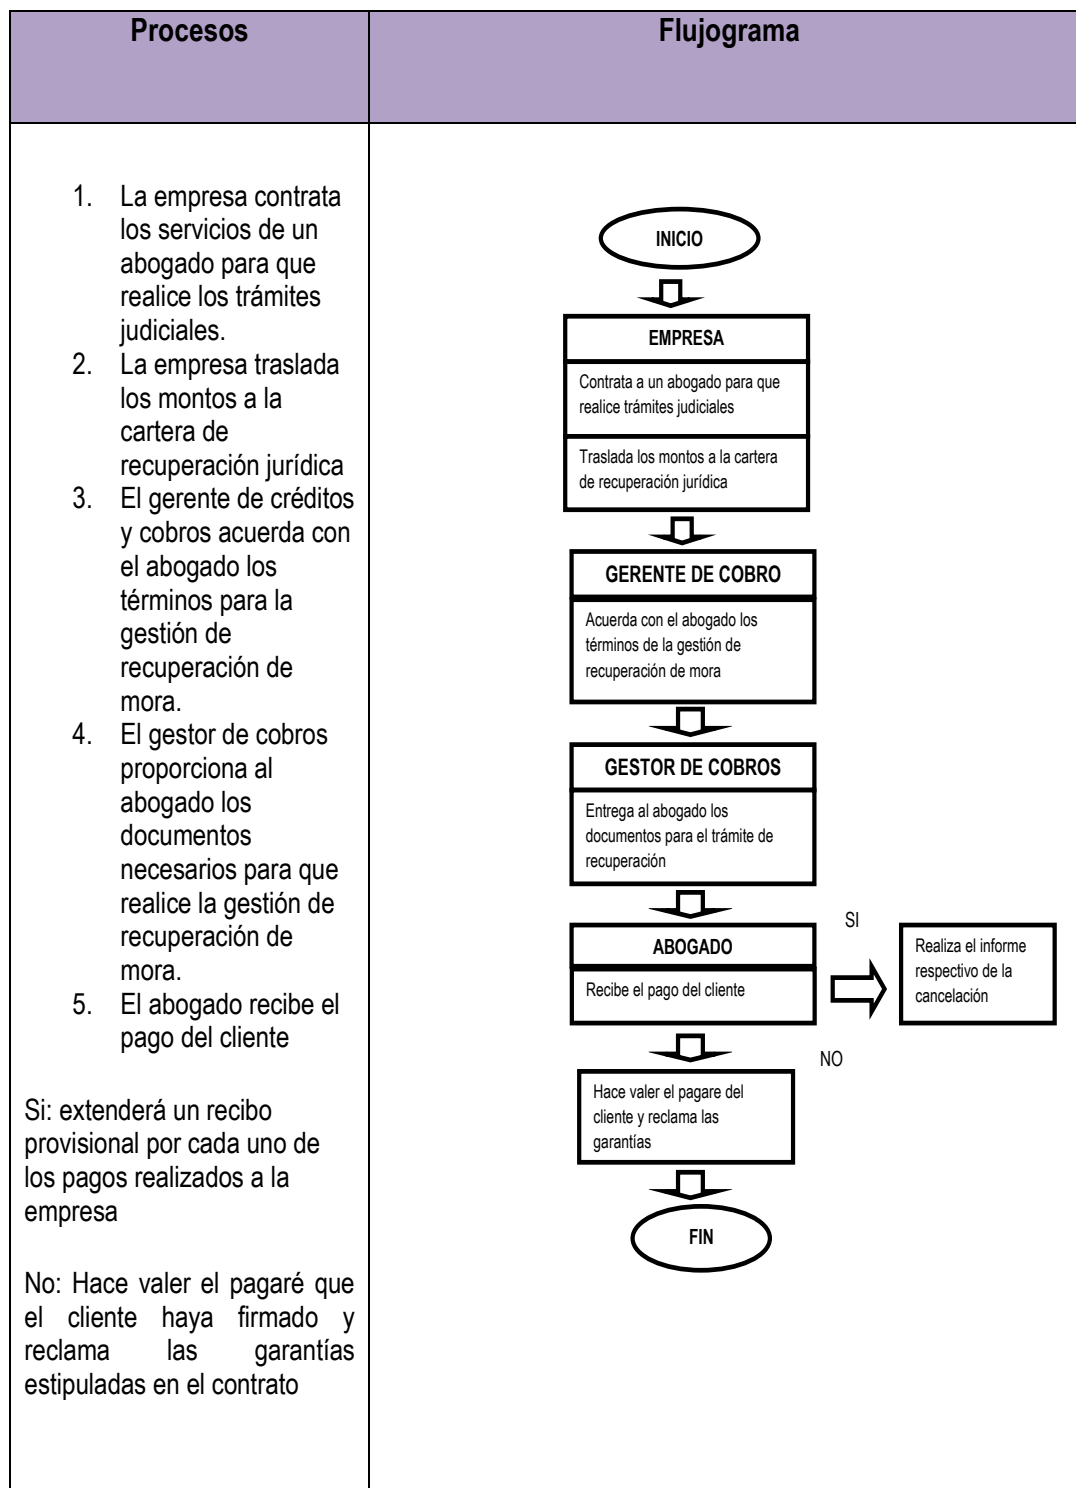 Procesos
Flujograma
1. La empresa contrata
los servicios de un
abogado para que
realice los trámites
judiciales.
2. La empresa traslada
los montos a la
cartera de
recuperación jurídica
3. El gerente de créditos
y cobros acuerda con
el abogado los
términos para la
gestión de
recuperación de
mora.
4. El gestor de cobros
proporciona al
abogado los
documentos
necesarios para que
realice la gestión de
recuperación de
mora.
5. El abogado recibe el
pago del cliente
Si: extenderá un recibo
provisional por cada uno de
los pagos realizados a la
empresa
No: Hace valer el pagaré que
el cliente haya firmado y
reclama las garantías
estipuladas en el contrato
INICIO
EMPRESA
Contrata a un abogado para que
realice trámites judiciales
Traslada los montos a la cartera
de recuperación jurídica
GERENTE DE COBRO
Acuerda con el abogado los
términos de la gestión de
recuperación de mora
GESTOR DE COBROS
Entrega al abogado los
documentos para el trámite de
recuperación
ABOGADO
Recibe el pago del cliente
SI
Realiza el informe
respectivo de la
cancelación
NO
Hace valer el pagare del
cliente y reclama las
garantías
FIN